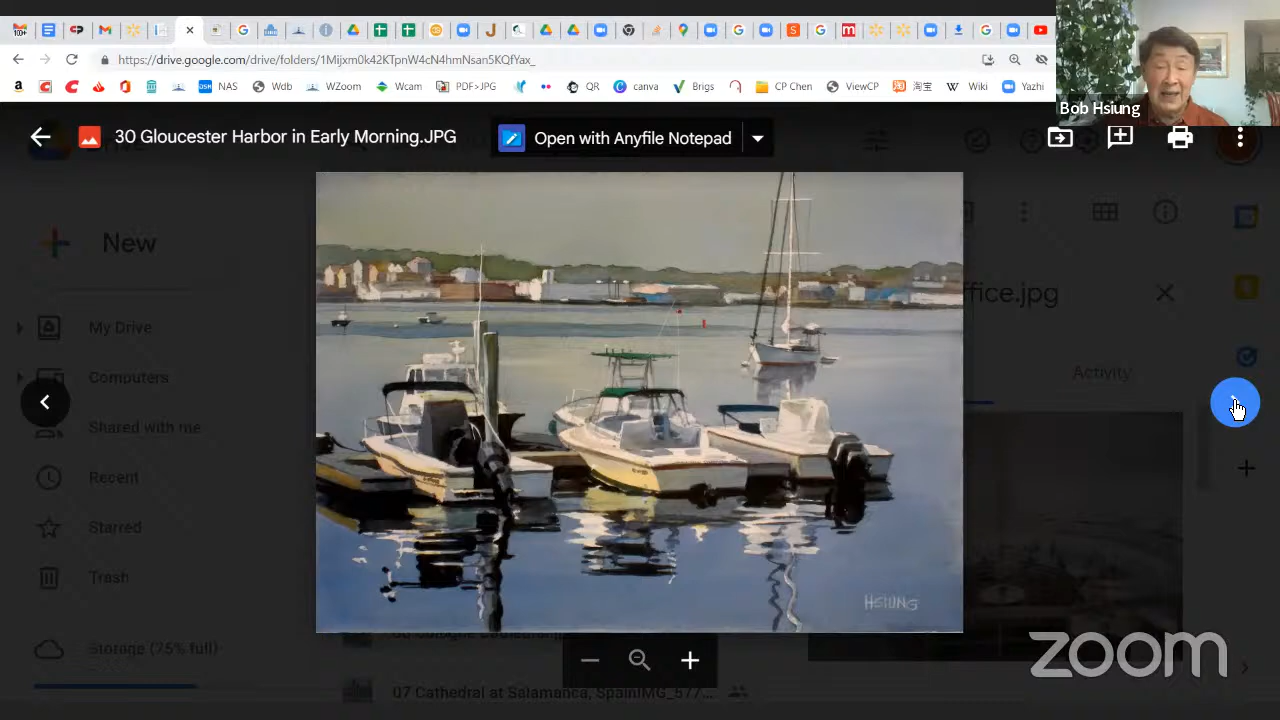 https://drive.google.com/drive/folders/1Mijxm0k42KTpnW4cN4hmNsan5KQfYax_
NAS
Wdb
WZoom
Wcam
PDF>JPG
QR
canva
Brigs
CP Chen
ViewCP
淘宝
Wiki
Yazhi
Bob Hsiung
30 Gloucester Harbor in Early Morning.JPG
Open with Anyfile Notepad
New
ffice.jpg
My Drive
Computers
Activity
Shared with me
Recent
Starred
Trash
HSIUNG
Storage (75% full)
07 Cathedral at Salamanca, SpainIMG_577...
zoom